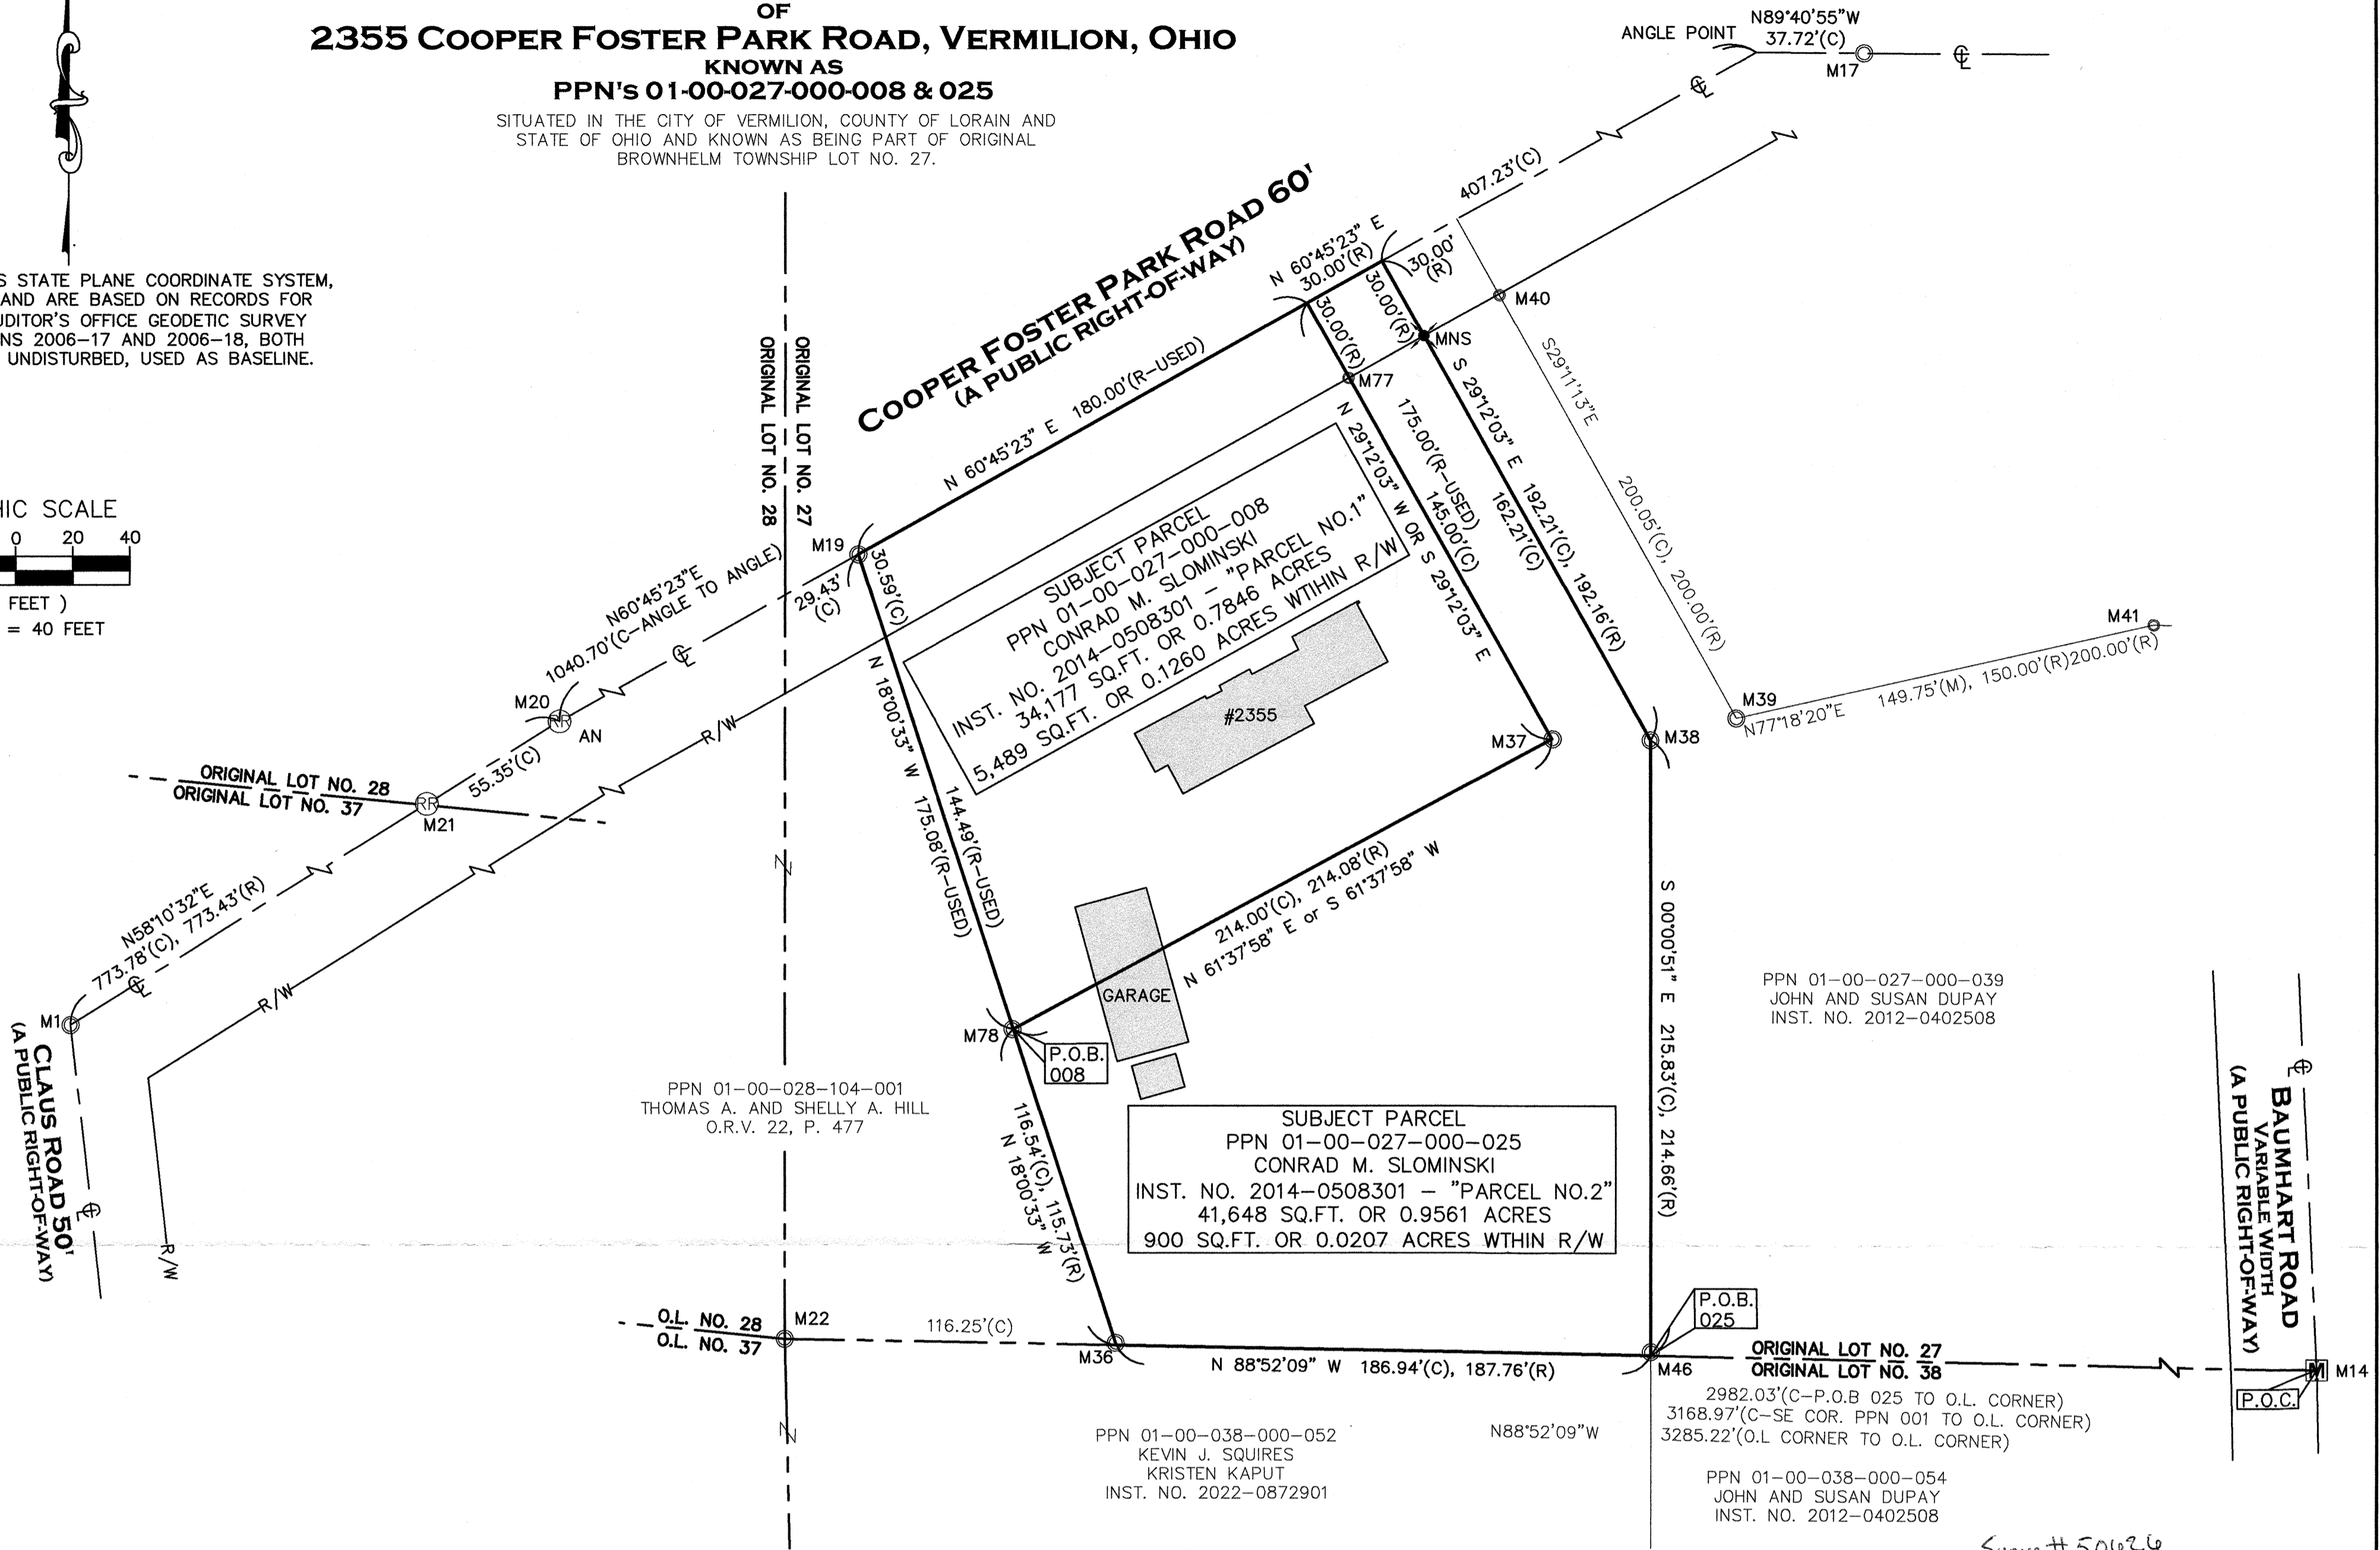 OF
2355 COOPER FOSTER PARK ROAD, VERMILION, OHIO
KNOWN AS
PPN's 01-00-027-000-008 & 025
SITUATED IN THE CITY OF VERMILION, COUNTY OF LORAIN AND
STATE OF OHIO AND KNOWN AS BEING PART OF ORIGINAL
BROWNHELM TOWNSHIP LOT NO. 27.
S STATE PLANE COORDINATE SYSTEM,
AND ARE BASED ON RECORDS FOR
UDITOR'S OFFICE GEODETIC SURVEY
NS 2006-17 AND 2006-18, BOTH
UNDISTURBED, USED AS BASELINE.
HIC SCALE
0 20 40
FEET )
= 40 FEET
ANGLE POINT
N89°40'55"W
37.72'(C)
M17
407.23'(C)
COOPER FOSTER PARK ROAD 60'
(A PUBLIC RIGHT-OF-WAY)
N 60°45'23" E
30.00'(R)
30.00'
(R)
30.00'(R)
30.00'(R)
M40
MNS
M77
N 60°45'23" E 180.00'(R-USED)
ORIGINAL LOT NO. 28
ORIGINAL LOT NO. 27
M19
30.59'(C)
29.43'
(C)
N60°45'23"E
1040.70'(C-ANGLE TO ANGLE)
M20
RR
AN
55.35'(C)
ORIGINAL LOT NO. 28
ORIGINAL LOT NO. 37
RR
M21
N58°10'32"E
773.78'(C), 773.43'(R)
R/W
R/W
R/W
M1
CLAUS ROAD 50'
(A PUBLIC RIGHT-OF-WAY)
SUBJECT PARCEL
PPN 01-00-027-000-008
CONRAD M. SLOMINSKI
INST. NO. 2014-0508301 - "PARCEL NO.1"
34,177 SQ.FT. OR 0.7846 ACRES
5,489 SQ.FT. OR 0.1260 ACRES WTIHIN R/W
#2355
N 29°12'03" W OR S 29°12'03" E
175.00'(R-USED)
145.00'(C)
S 29°12'03" E 192.21'(C), 192.16'(R)
162.21'(C)
S29°11'13"E
200.05'(C), 200.00'(R)
M41
M39
N77°18'20"E 149.75'(M), 150.00'(R)200.00'(R)
M37
M38
N 18°00'33" W 175.08'(R-USED)
144.49'(R-USED)
214.00'(C), 214.08'(R)
N 61°37'58" E or S 61°37'58" W
GARAGE
M78
P.O.B.
008
S 00°00'51" E 215.83'(C), 214.66'(R)
PPN 01-00-027-000-039
JOHN AND SUSAN DUPAY
INST. NO. 2012-0402508
PPN 01-00-028-104-001
THOMAS A. AND SHELLY A. HILL
O.R.V. 22, P. 477
116.54'(C), 115.73'(R)
N 18°00'33" W
SUBJECT PARCEL
PPN 01-00-027-000-025
CONRAD M. SLOMINSKI
INST. NO. 2014-0508301 - "PARCEL NO.2"
41,648 SQ.FT. OR 0.9561 ACRES
900 SQ.FT. OR 0.0207 ACRES WTHIN R/W
BAUMHART ROAD
VARIABLE WIDTH
(A PUBLIC RIGHT-OF-WAY)
O.L. NO. 28
O.L. NO. 37
M22
116.25'(C)
M36
N 88°52'09" W 186.94'(C), 187.76'(R)
P.O.B.
025
M46
ORIGINAL LOT NO. 27
ORIGINAL LOT NO. 38
M
M14
P.O.C.
2982.03'(C-P.O.B 025 TO O.L. CORNER)
3168.97'(C-SE COR. PPN 001 TO O.L. CORNER)
3285.22'(O.L CORNER TO O.L. CORNER)
N88°52'09"W
PPN 01-00-038-000-052
KEVIN J. SQUIRES
KRISTEN KAPUT
INST. NO. 2022-0872901
PPN 01-00-038-000-054
JOHN AND SUSAN DUPAY
INST. NO. 2012-0402508
# 50626